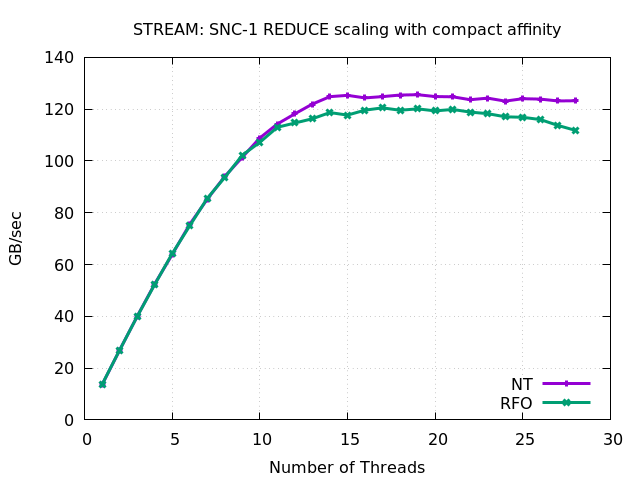 STREAM: SNC-1 REDUCE scaling with compact affinity
140
120
100
80
60
40
20
0
GB/sec
NT
RFO
0 5 10 15 20 25 30
Number of Threads